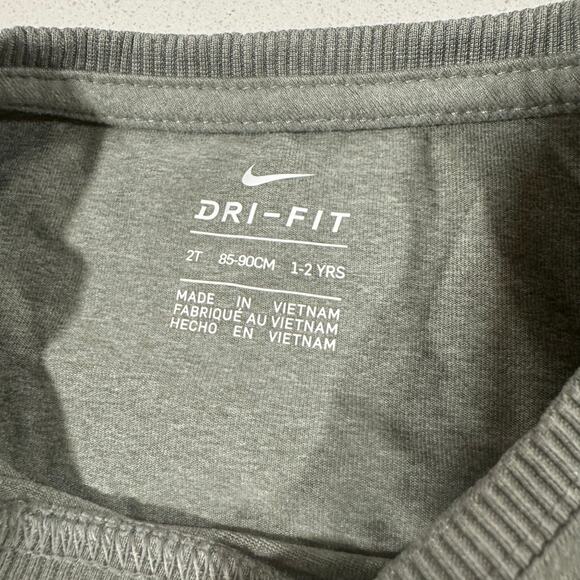 DRI-FIT
2T 85-90CM 1-2 YRS
MADE IN VIETNAM
FABRIQUÉ AU VIETNAM
HECHO EN VIETNAM